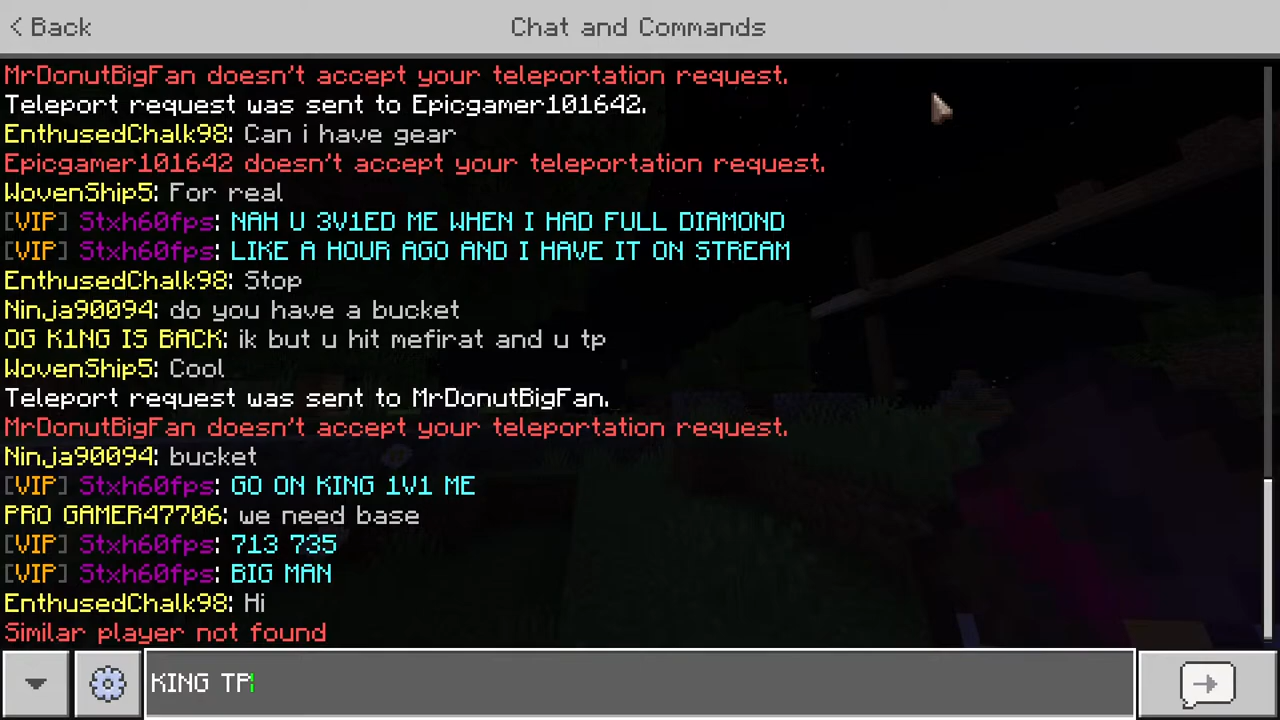 Back
Chat and Commands
MrDonutBigFan doesn't accept your teleportation request.
Teleport request was sent to Epicgamer101642.
EnthusedChalk98: Can i have gear
Epicgamer101642 doesn't accept your teleportation request.
WovenShip5: For real
[VIP] Stxh60fps: NAH U 3V1ED ME WHEN I HAD FULL DIAMOND
[VIP] Stxh60fps: LIKE A HOUR AGO AND I HAVE IT ON STREAM
EnthusedChalk98: Stop
Ninja90094: do you have a bucket
OG K1NG IS BACK: ik but u hit mefirat and u tp
WovenShip5: Cool
Teleport request was sent to MrDonutBigFan.
MrDonutBigFan doesn't accept your teleportation request.
Ninja90094: bucket
[VIP] Stxh60fps: GO ON KING 1V1 ME
PRO GAMER47706: we need base
[VIP] Stxh60fps: 713 735
[VIP] Stxh60fps: BIG MAN
EnthusedChalk98: Hi
Similar player not found
KING TP